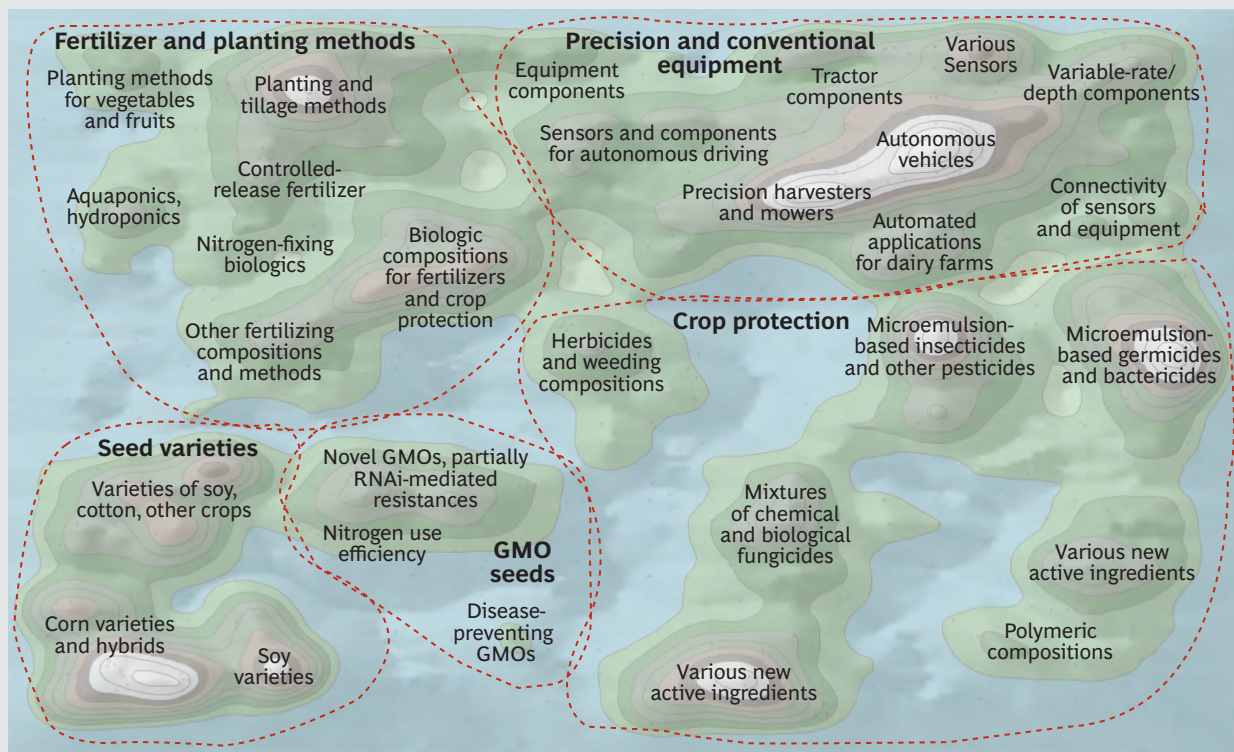 Fertilizer and planting methods
Planting methods
for vegetables
and fruits
Planting and
tillage methods
Controlled-
release fertilizer
Aquaponics,
hydroponics
Nitrogen-fixing
biologics
Biologic
compositions
for fertilizers
and crop
protection
Other fertilizing
compositions
and methods
Precision and conventional
equipment
Equipment
components
Tractor
components
Various
Sensors
Variable-rate/
depth components
Sensors and components
for autonomous driving
Autonomous
vehicles
Precision harvesters
and mowers
Automated
applications
for dairy farms
Connectivity
of sensors
and equipment
Crop protection
Herbicides
and weeding
compositions
Microemulsion-
based insecticides
and other pesticides
Microemulsion-
based germicides
and bactericides
Mixtures
of chemical
and biological
fungicides
Various new
active ingredients
Polymeric
compositions
Various new
active ingredients
Seed varieties
Varieties of soy,
cotton, other crops
Corn varieties
and hybrids
Soy
varieties
Novel GMOs, partially
RNAi-mediated
resistances
Nitrogen use
efficiency
GMO
seeds
Disease-
preventing
GMOs